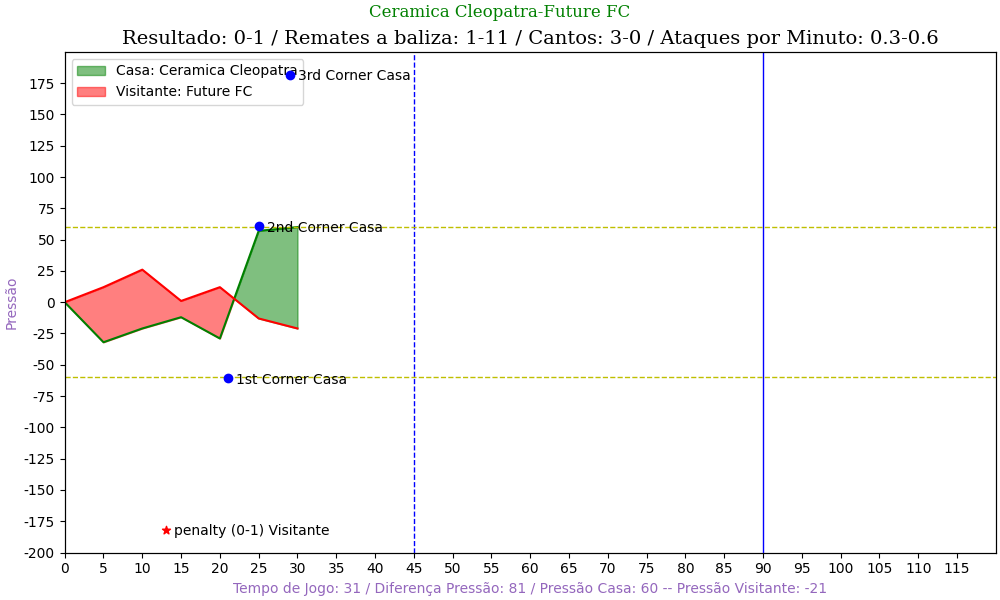 Ceramica Cleopatra-Future FC
Resultado: 0-1 / Remates a baliza: 1-11 / Cantos: 3-0 / Ataques por Minuto: 0.3-0.6
Casa: Ceramica Cleopatra
Visitante: Future FC
3rd Corner Casa
2nd Corner Casa
1st Corner Casa
penalty (0-1) Visitante
Pressão
175
150
125
100
75
50
25
0
-25
-50
-75
-100
-125
-150
-175
-200
0 5 10 15 20 25 30 35 40 45 50 55 60 65 70 75 80 85 90 95 100 105 110 115
Tempo de Jogo: 31 / Diferença Pressão: 81 / Pressão Casa: 60 -- Pressão Visitante: -21